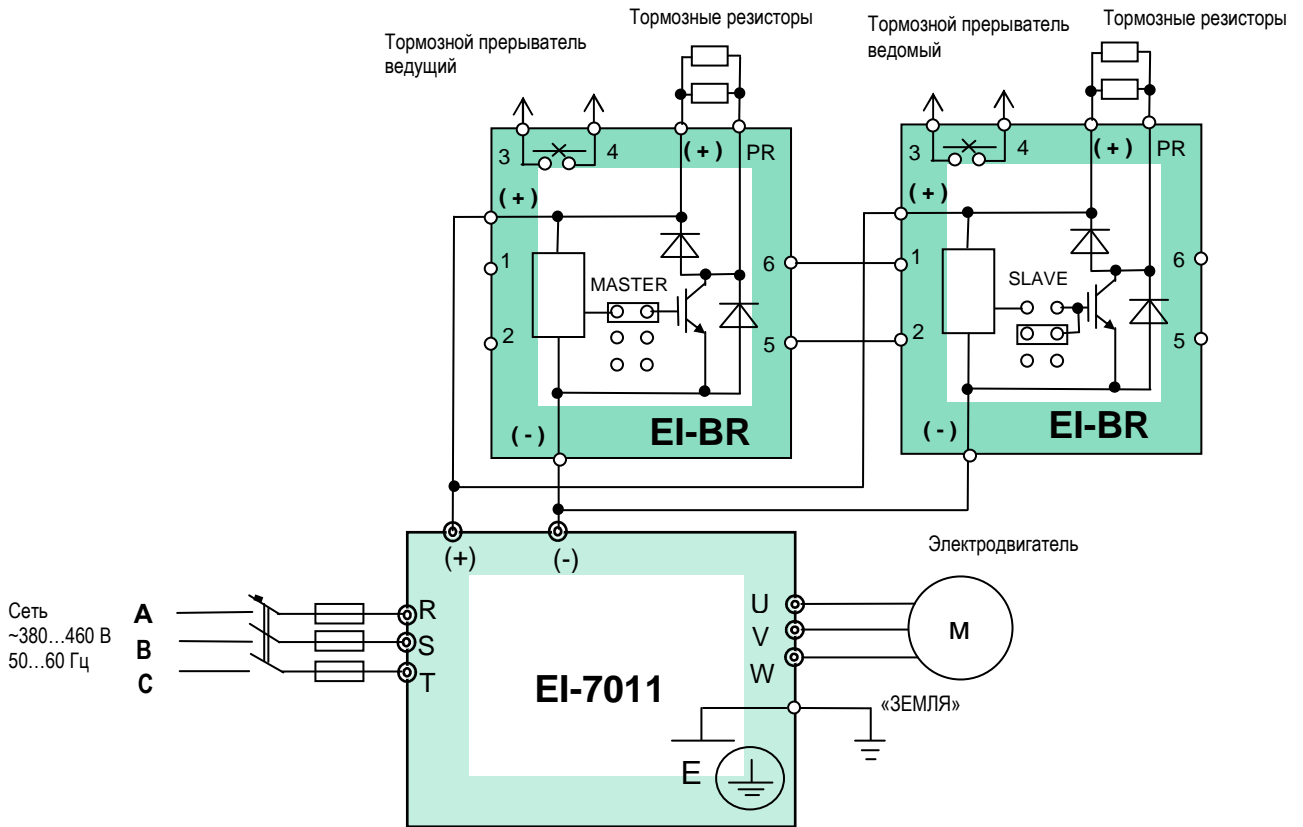 Тормозной прерыватель
ведущий
Тормозные резисторы
Тормозной прерыватель
ведомый
Тормозные резисторы
3
4
(+)
PR
(+)
1
2
MASTER
6
5
(-)
EI-BR
3
4
(+)
PR
(+)
1
2
SLAVE
6
5
(-)
EI-BR
(+)
(-)
Сеть
~380...460 В
50...60 Гц
A
B
C
R
S
T
EI-7011
U
V
W
E
Электродвигатель
М
«ЗЕМЛЯ»